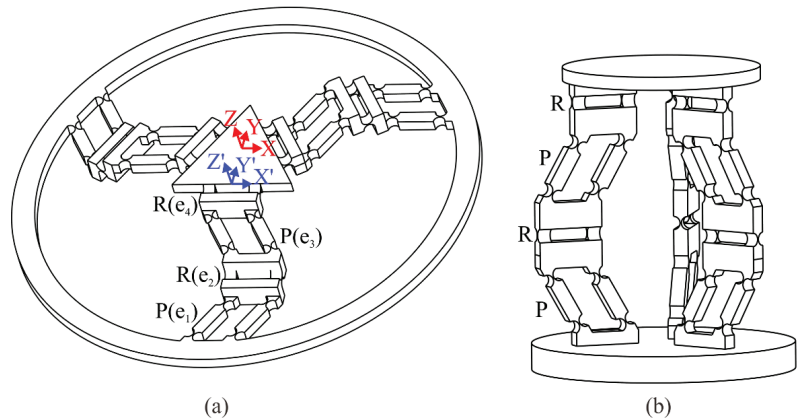 Z
Y
X
Z'
Y'
X'
R(e4)
P(e3)
R(e2)
P(e1)
R
P
R
P
(a)
(b)